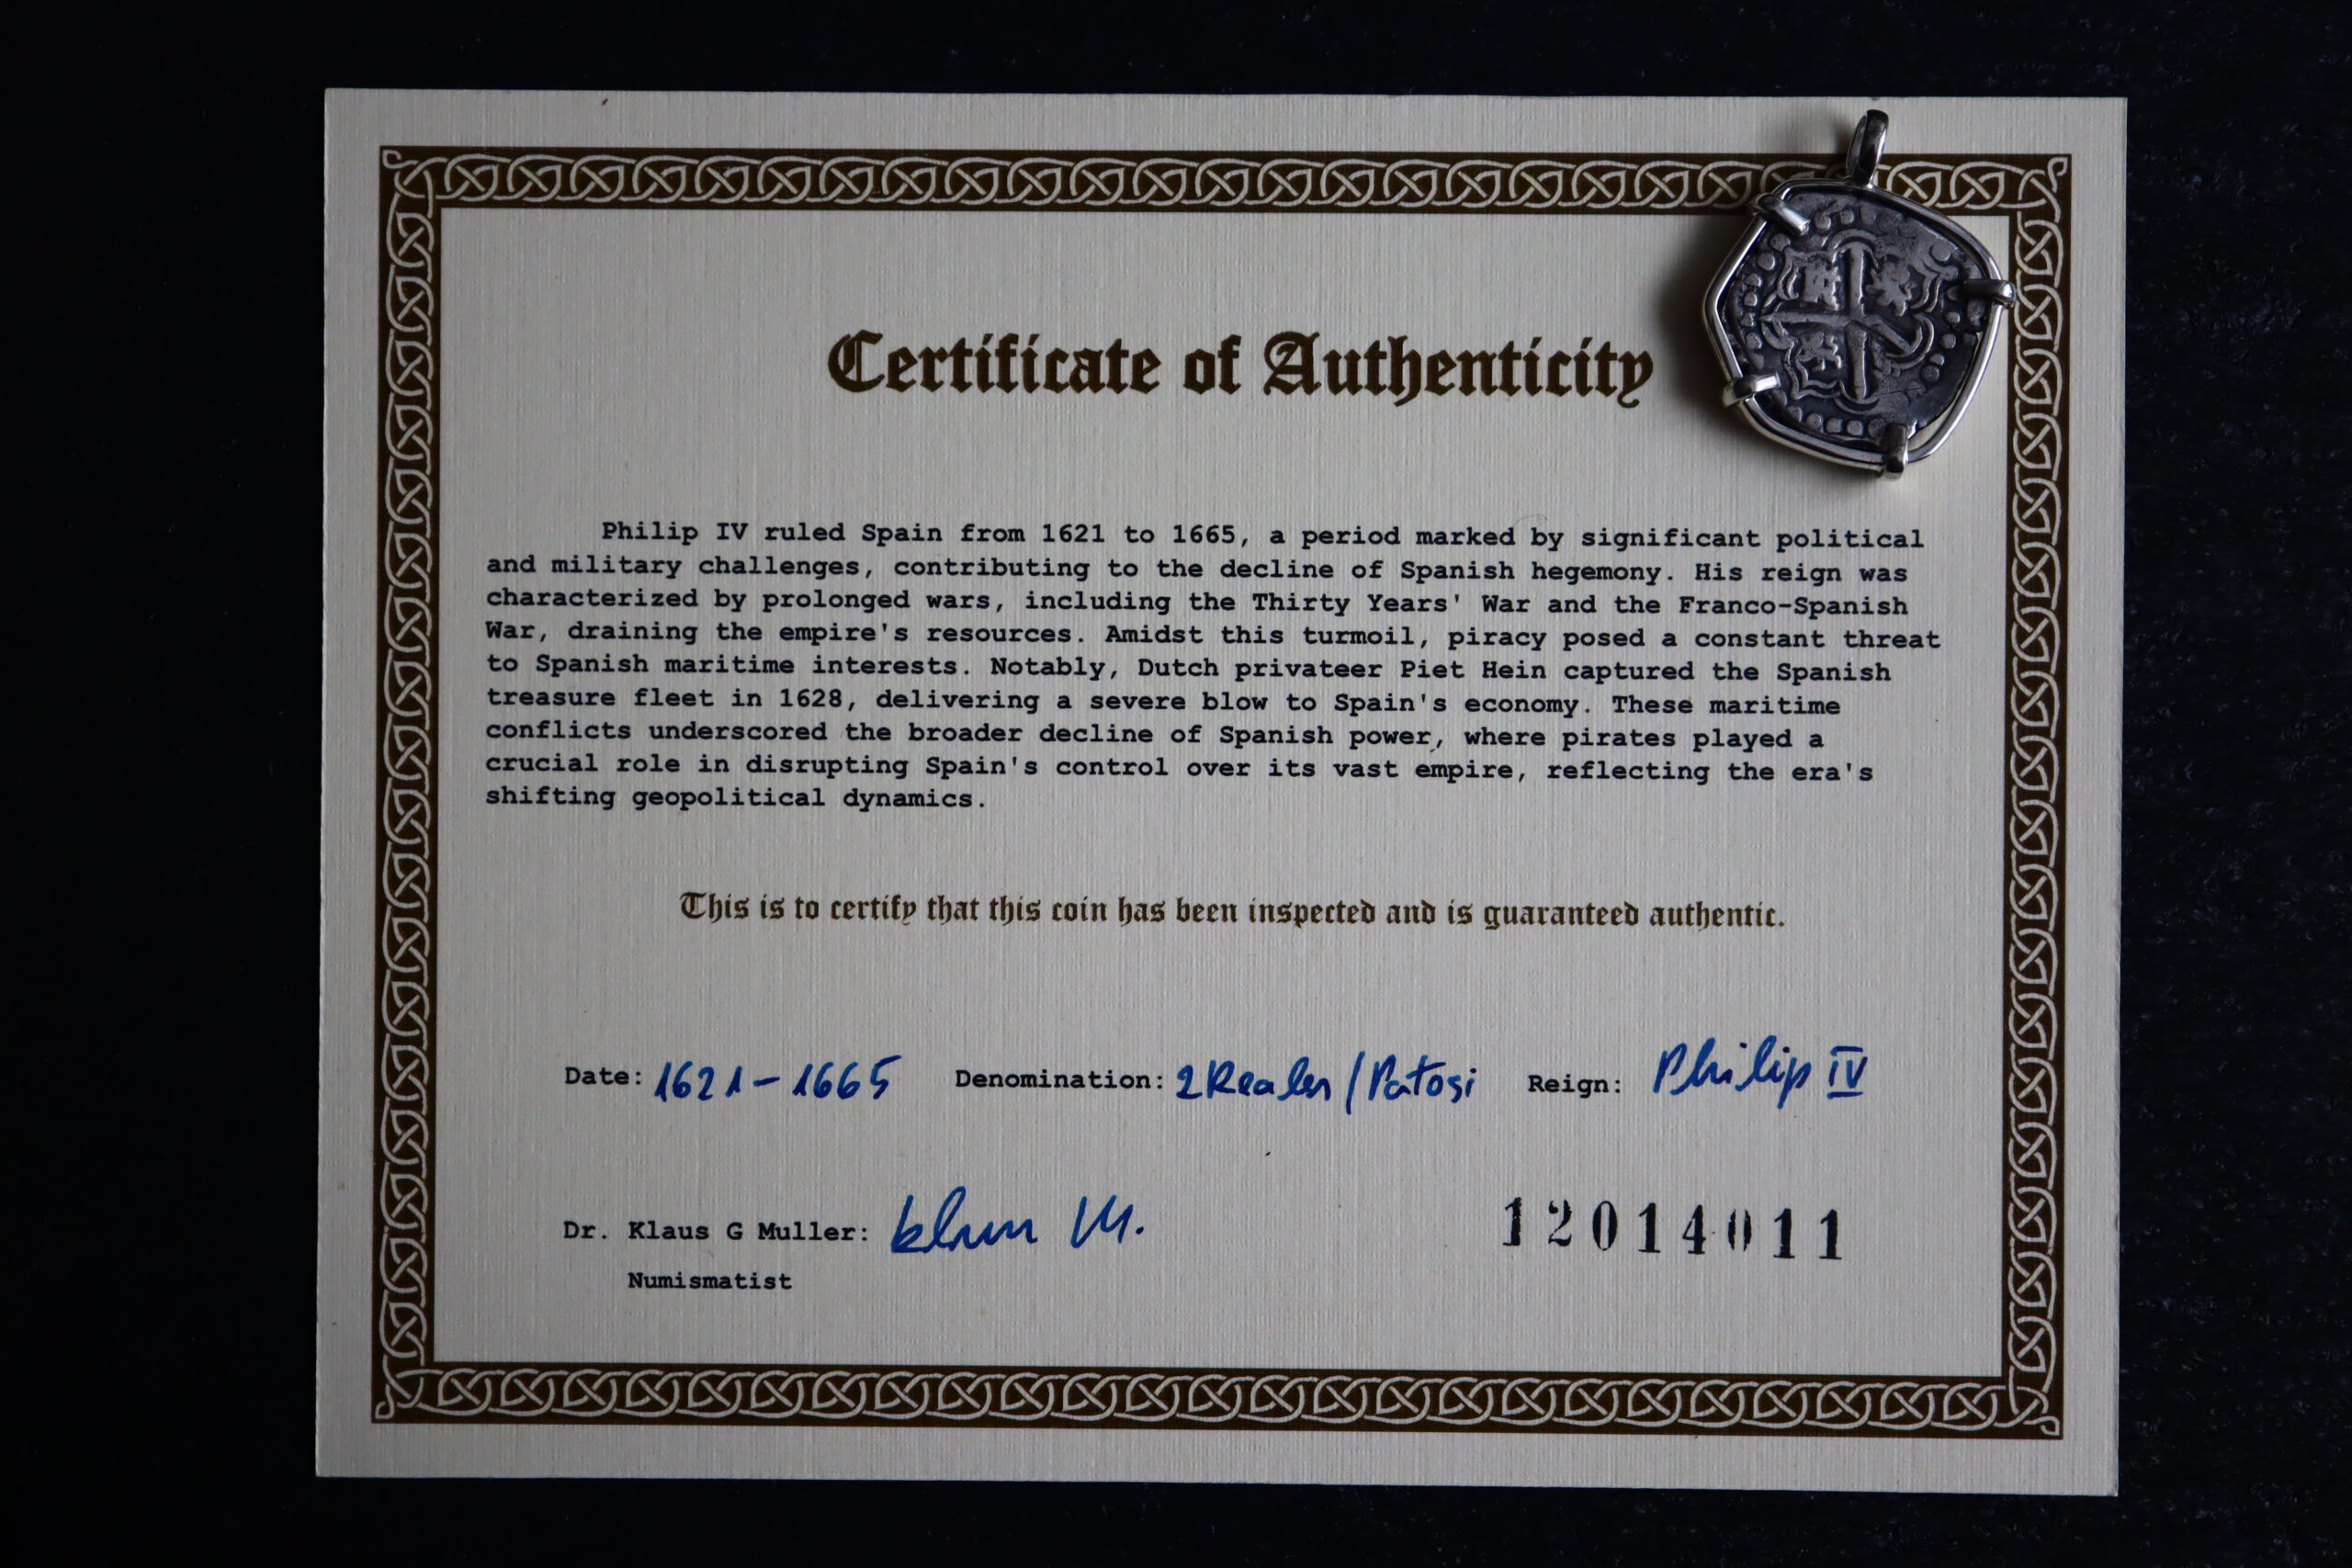 Certificate of Authenticity
Philip IV ruled Spain from 1621 to 1665, a period marked by significant political
and military challenges, contributing to the decline of Spanish hegemony. His reign was
characterized by prolonged wars, including the Thirty Years' War and the Franco-Spanish
War, draining the empire's resources. Amidst this turmoil, piracy posed a constant threat
to Spanish maritime interests. Notably, Dutch privateer Piet Hein captured the Spanish
treasure fleet in 1628, delivering a severe blow to Spain's economy. These maritime
conflicts underscored the broader decline of Spanish power, where pirates played a
crucial role in disrupting Spain's control over its vast empire, reflecting the era's
shifting geopolitical dynamics.
This is to certify that this coin has been inspected and is guaranteed authentic.
Date: 1621-1665 Denomination: 2 Reales / Potosi Reign: Philip IV
Dr. Klaus G Muller: Klaus M. 12014011
Numismatist